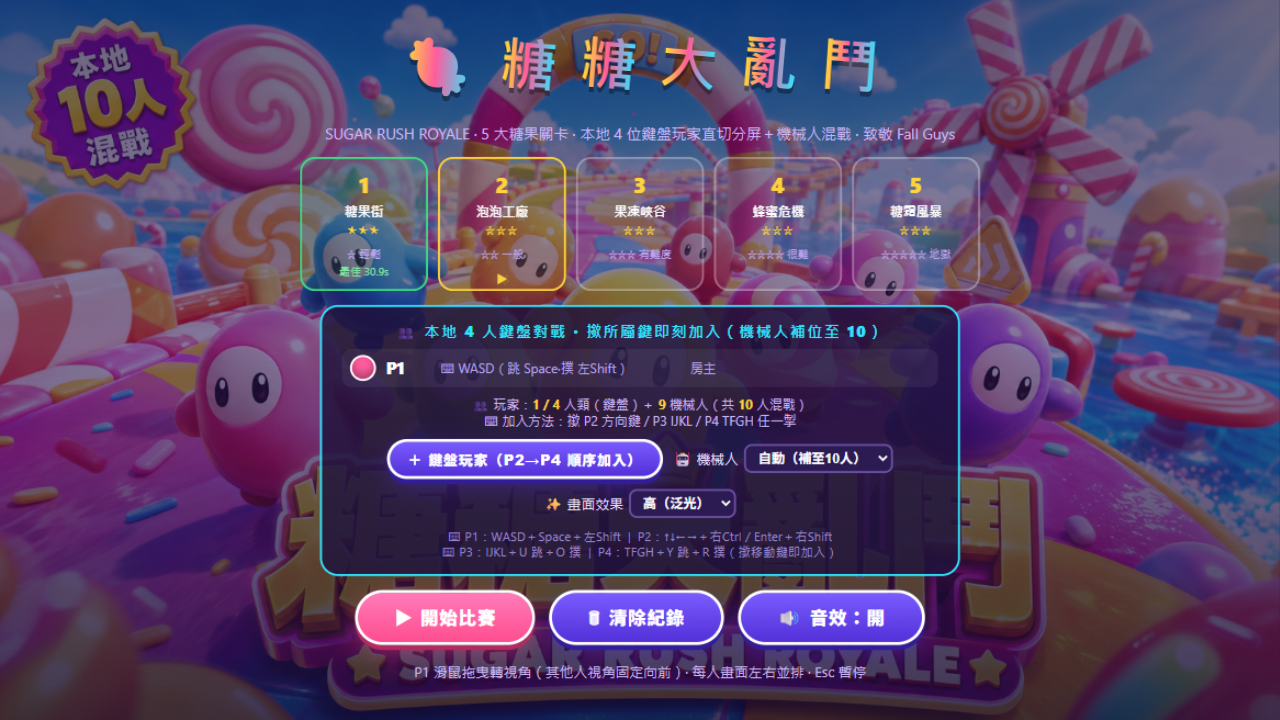 本地
10人
混戰
GO!
糖糖大亂鬥
SUGAR RUSH ROYALE · 5 大糖果關卡 · 本地 4 位鍵盤玩家直切分屏 + 機械人混戰 · 致敬 Fall Guys
1
糖果街
★★★
☆ 輕鬆
最佳 30.9s
2
泡泡工廠
☆☆☆
☆☆ 一般
▶
3
果凍峽谷
☆☆☆
☆☆☆ 有難度
4
蜂蜜危機
☆☆☆
☆☆☆☆ 很難
5
糖霜風暴
☆☆☆
☆☆☆☆☆ 地獄
👥 本地 4 人鍵盤對戰 · 撳所屬鍵即刻加入（機械人補位至 10）
P1 ⌨ WASD（跳 Space·撲 左Shift） 房主
👥 玩家：1 / 4 人類（鍵盤）+ 9 機械人（共 10 人混戰）
⌨ 加入方法：撳 P2 方向鍵 / P3 IJKL / P4 TFGH 任一掣
＋ 鍵盤玩家（P2→P4 順序加入） 🤖 機械人 自動（補至10人）
✨ 畫面效果 高（泛光）
⌨ P1：WASD＋Space＋左Shift ｜ P2：↑↓←→＋右Ctrl / Enter＋右Shift
⌨ P3：IJKL＋U 跳＋O 撲 ｜ P4：TFGH＋Y 跳＋R 撲（撳移動鍵即加入）
▶ 開始比賽
🗑 清除紀錄
🔊 音效：開
糖糖大亂鬥
SUGAR RUSH ROYALE
P1 滑鼠拖曳轉視角（其他人視角固定向前）· 每人畫面左右並排 · Esc 暫停